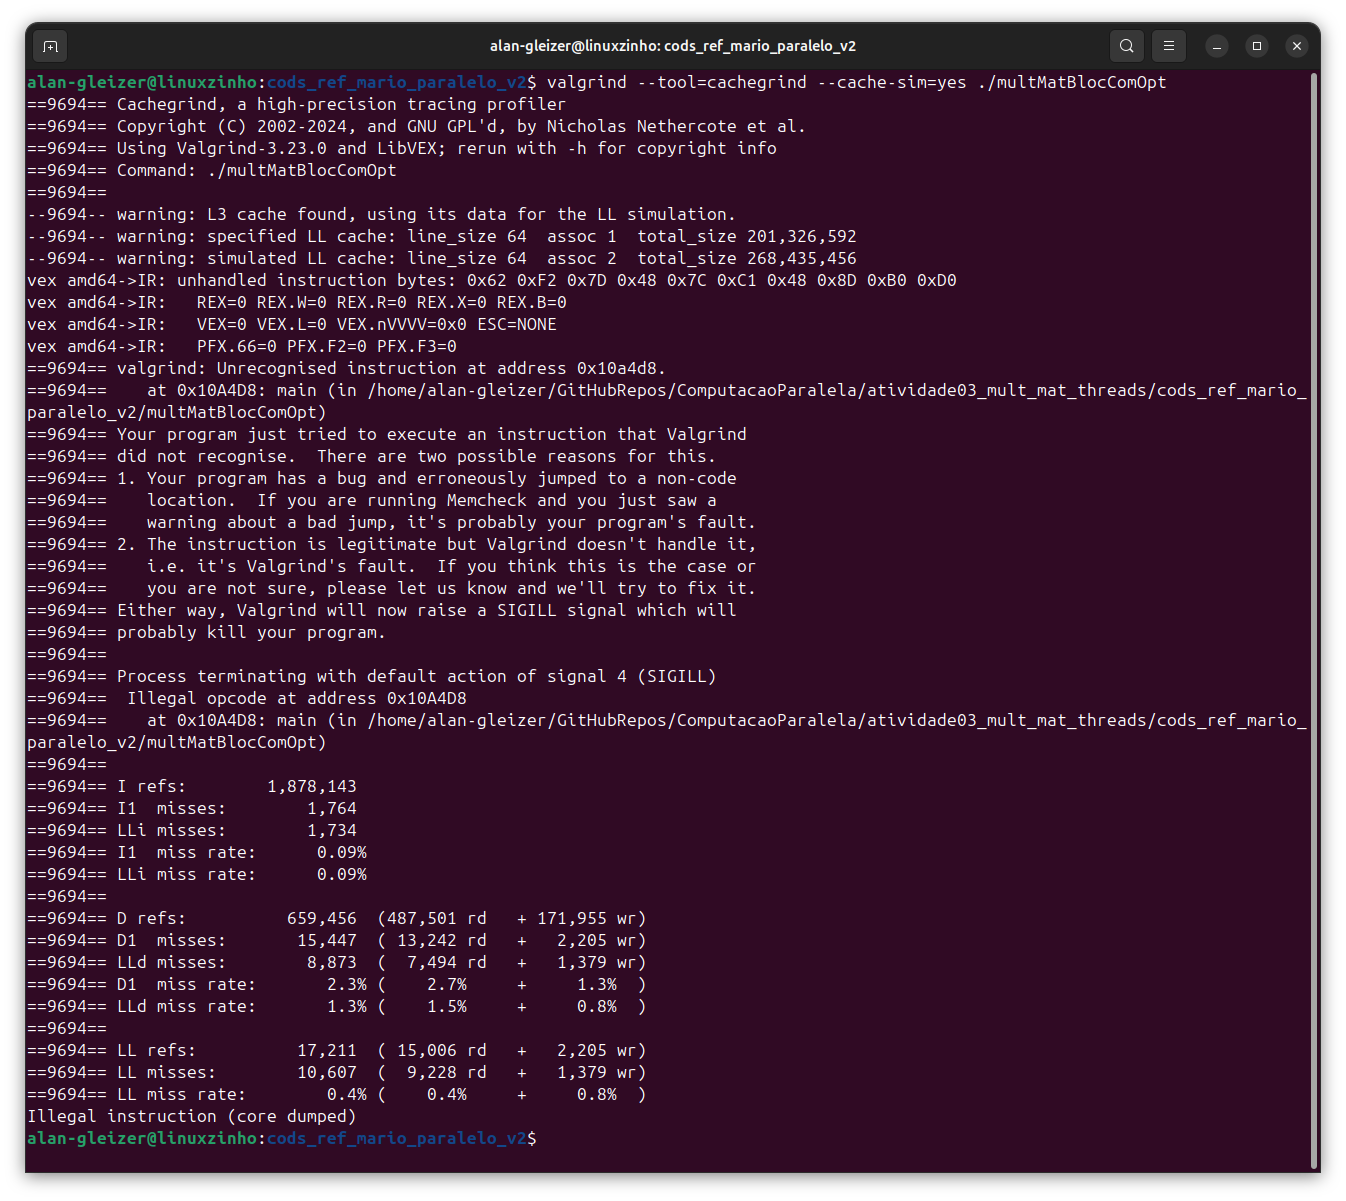 alan-gleizer@linuxzinho: cods_ref_mario_paralelo_v2
alan-gleizer@linuxzinho:cods_ref_mario_paralelo_v2$ valgrind --tool=cachegrind --cache-sim=yes ./multMatBlocComOpt
==9694== Cachegrind, a high-precision tracing profiler
==9694== Copyright (C) 2002-2024, and GNU GPL'd, by Nicholas Nethercote et al.
==9694== Using Valgrind-3.23.0 and LibVEX; rerun with -h for copyright info
==9694== Command: ./multMatBlocComOpt
==9694==
--9694-- warning: L3 cache found, using its data for the LL simulation.
--9694-- warning: specified LL cache: line_size 64  assoc 1  total_size 201,326,592
--9694-- warning: simulated LL cache: line_size 64  assoc 2  total_size 268,435,456
vex amd64->IR: unhandled instruction bytes: 0x62 0xF2 0x7D 0x48 0x7C 0xC1 0x48 0x8D 0xB0 0xD0
vex amd64->IR:   REX=0 REX.W=0 REX.R=0 REX.X=0 REX.B=0
vex amd64->IR:   VEX=0 VEX.L=0 VEX.nVVVV=0x0 ESC=NONE
vex amd64->IR:   PFX.66=0 PFX.F2=0 PFX.F3=0
==9694== valgrind: Unrecognised instruction at address 0x10a4d8.
==9694==    at 0x10A4D8: main (in /home/alan-gleizer/GitHubRepos/ComputacaoParalela/atividade03_mult_mat_threads/cods_ref_mario_
paralelo_v2/multMatBlocComOpt)
==9694== Your program just tried to execute an instruction that Valgrind
==9694== did not recognise.  There are two possible reasons for this.
==9694== 1. Your program has a bug and erroneously jumped to a non-code
==9694==    location.  If you are running Memcheck and you just saw a
==9694==    warning about a bad jump, it's probably your program's fault.
==9694== 2. The instruction is legitimate but Valgrind doesn't handle it,
==9694==    i.e. it's Valgrind's fault.  If you think this is the case or
==9694==    you are not sure, please let us know and we'll try to fix it.
==9694== Either way, Valgrind will now raise a SIGILL signal which will
==9694== probably kill your program.
==9694==
==9694== Process terminating with default action of signal 4 (SIGILL)
==9694==  Illegal opcode at address 0x10A4D8
==9694==    at 0x10A4D8: main (in /home/alan-gleizer/GitHubRepos/ComputacaoParalela/atividade03_mult_mat_threads/cods_ref_mario_
paralelo_v2/multMatBlocComOpt)
==9694==
==9694== I refs:        1,878,143
==9694== I1  misses:        1,764
==9694== LLi misses:        1,734
==9694== I1  miss rate:      0.09%
==9694== LLi miss rate:      0.09%
==9694==
==9694== D refs:          659,456  (487,501 rd   + 171,955 wr)
==9694== D1  misses:       15,447  ( 13,242 rd   +   2,205 wr)
==9694== LLd misses:        8,873  (  7,494 rd   +   1,379 wr)
==9694== D1  miss rate:       2.3% (    2.7%     +     1.3%  )
==9694== LLd miss rate:       1.3% (    1.5%     +     0.8%  )
==9694==
==9694== LL refs:          17,211  ( 15,006 rd   +   2,205 wr)
==9694== LL misses:        10,607  (  9,228 rd   +   1,379 wr)
==9694== LL miss rate:        0.4% (    0.4%     +     0.8%  )
Illegal instruction (core dumped)
alan-gleizer@linuxzinho:cods_ref_mario_paralelo_v2$